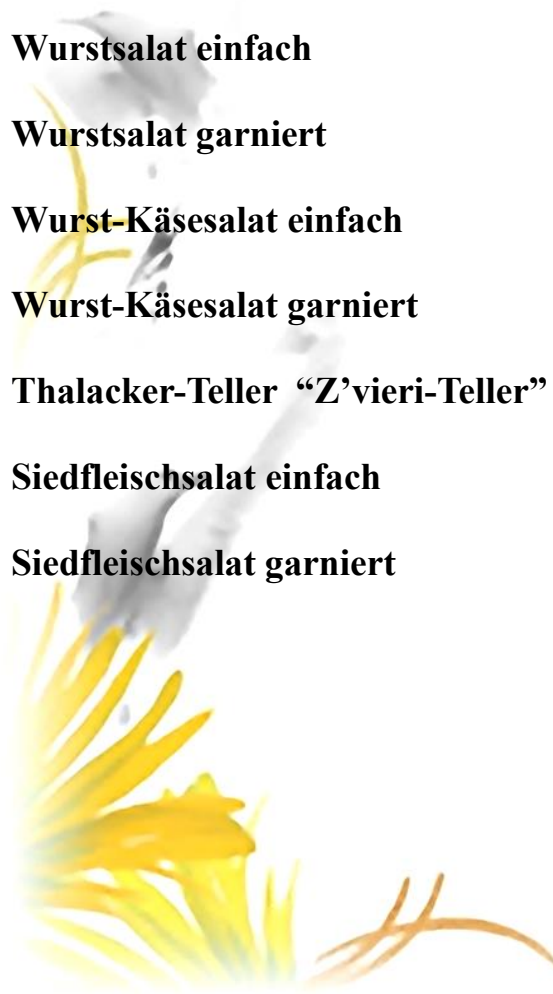 Wurstsalat einfach
Wurstsalat garniert
Wurst-Käsesalat einfach
Wurst-Käsesalat garniert
Thalacker-Teller “Z’vieri-Teller”
Siedfleischsalat einfach
Siedfleischsalat garniert